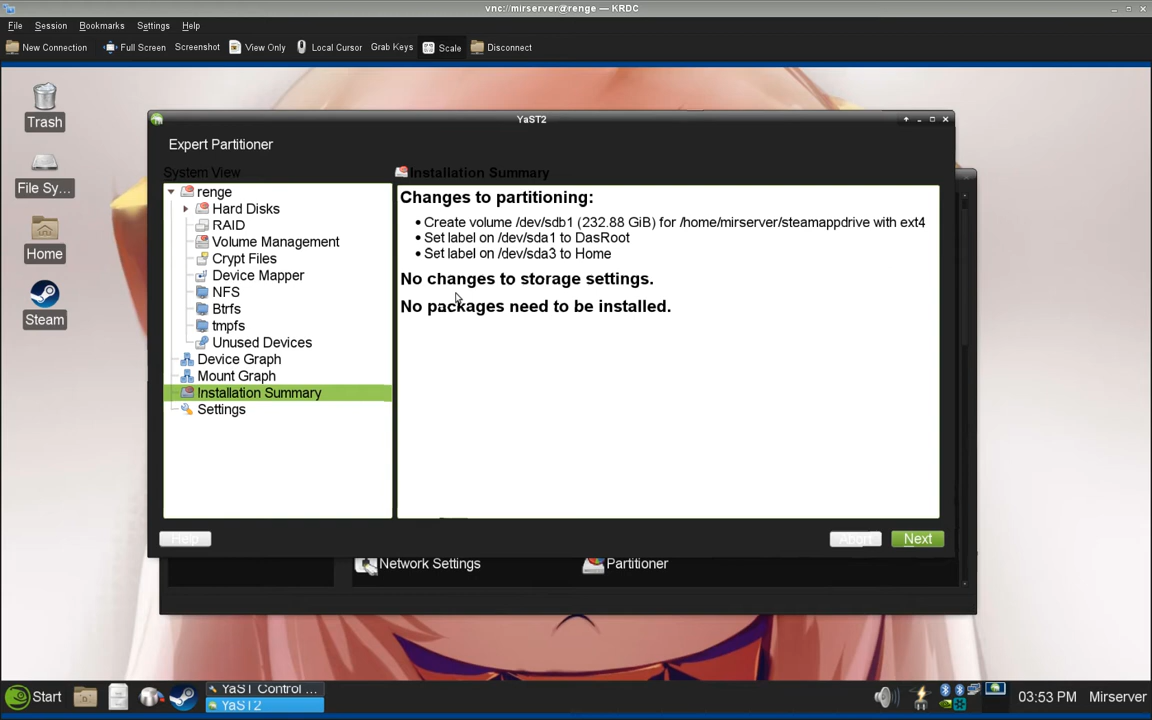 vnc://mirserver@renge — KRDC
File Session Bookmarks Settings Help
New Connection Full Screen Screenshot View Only Local Cursor Grab Keys Scale Disconnect
Trash
File Sy...
Home
Steam
YaST2
Expert Partitioner
System View
renge
Hard Disks
RAID
Volume Management
Crypt Files
Device Mapper
NFS
Btrfs
tmpfs
Unused Devices
Device Graph
Mount Graph
Installation Summary
Settings
Installation Summary
Changes to partitioning:
• Create volume /dev/sdb1 (232.88 GiB) for /home/mirserver/steamappdrive with ext4
• Set label on /dev/sda1 to DasRoot
• Set label on /dev/sda3 to Home
No changes to storage settings.
No packages need to be installed.
Help Abort Next
Network Settings Partitioner
Start YaST Control ... 03:53 PM Mirserver
YaST2